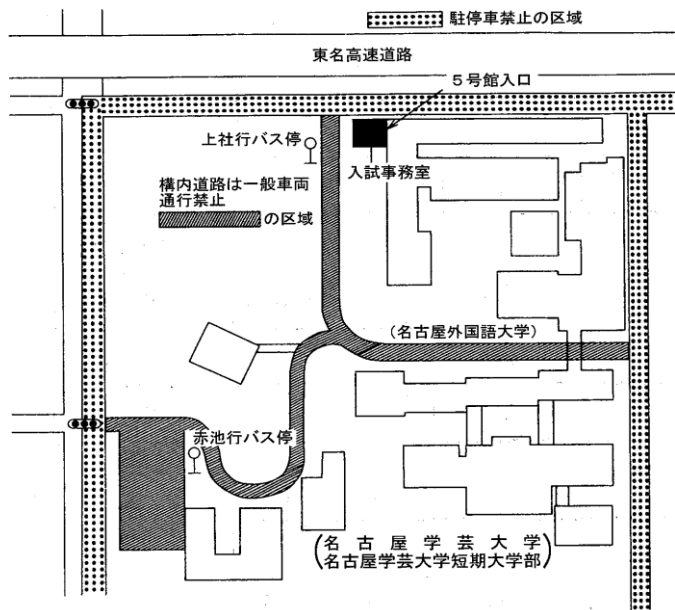 駐停車禁止の区域
東名高速道路
5号館入口
上社行バス停
入試事務室
構内道路は一般車両
通行禁止
の区域
(名古屋外国語大学)
赤池行バス停
(名古屋学芸大学
名古屋学芸大学短期大学部)